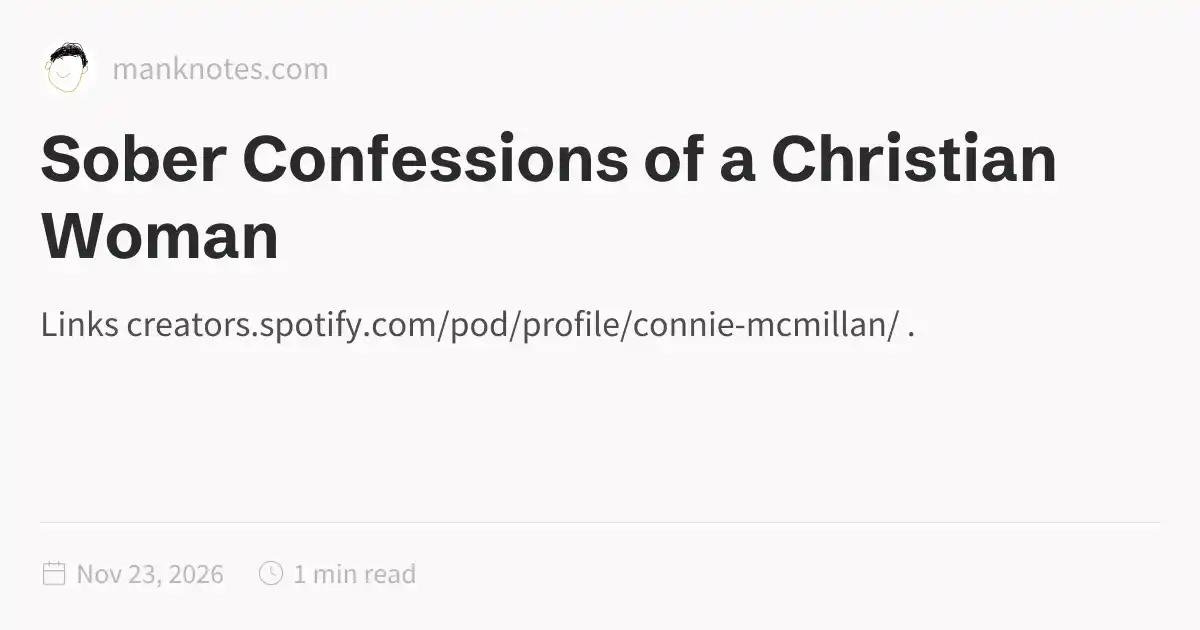 manknotes.com
Sober Confessions of a Christian
Woman
Links creators.spotify.com/pod/profile/connie-mcmillan/ .
Nov 23, 2026
1 min read